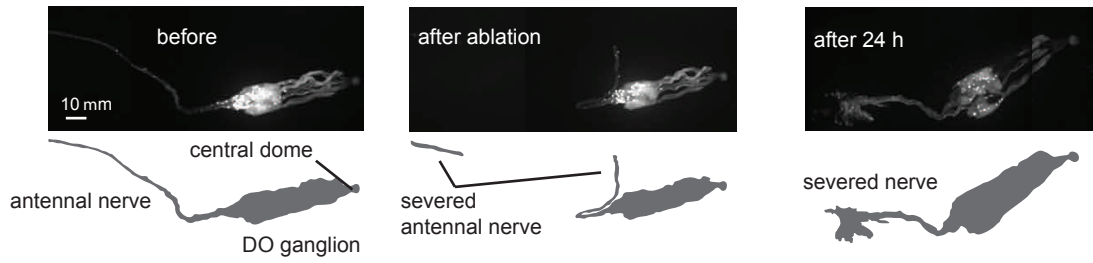 before
10 mm
after ablation
after 24 h
central dome
antennal nerve
DO ganglion
severed
antennal nerve
severed nerve